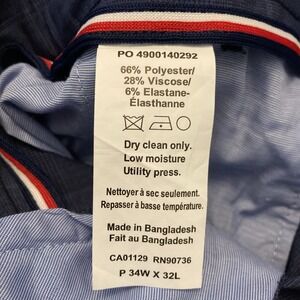 PO 4900140292
66% Polyester/
28% Viscose/
6% Elastane-
Élasthanne
Dry clean only.
Low moisture
Utility press.
Nettoyer à sec seulement.
Repasser à basse température.
Made in Bangladesh
Fait au Bangladesh
CA01129 RN90736
P 34W X 32L